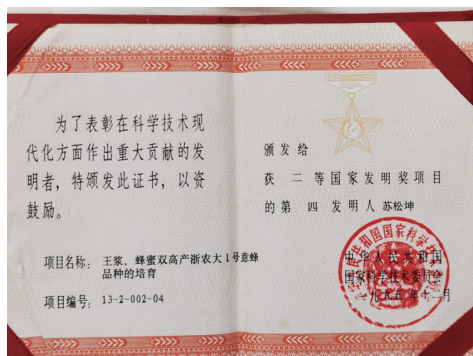 为了表彰在科学技术现
代化方面作出重大贡献的发
明者，特颁发此证书，以资
鼓励。
项目名称：王浆、蜂蜜双高产浙农大1号意蜂
品种的培育
项目编号：13-2-002-04
颁发给
获二等国家发明奖项目
的第四发明人 苏松坤
中华人民共和国
国家科学技术委员会
一九九五年十二月